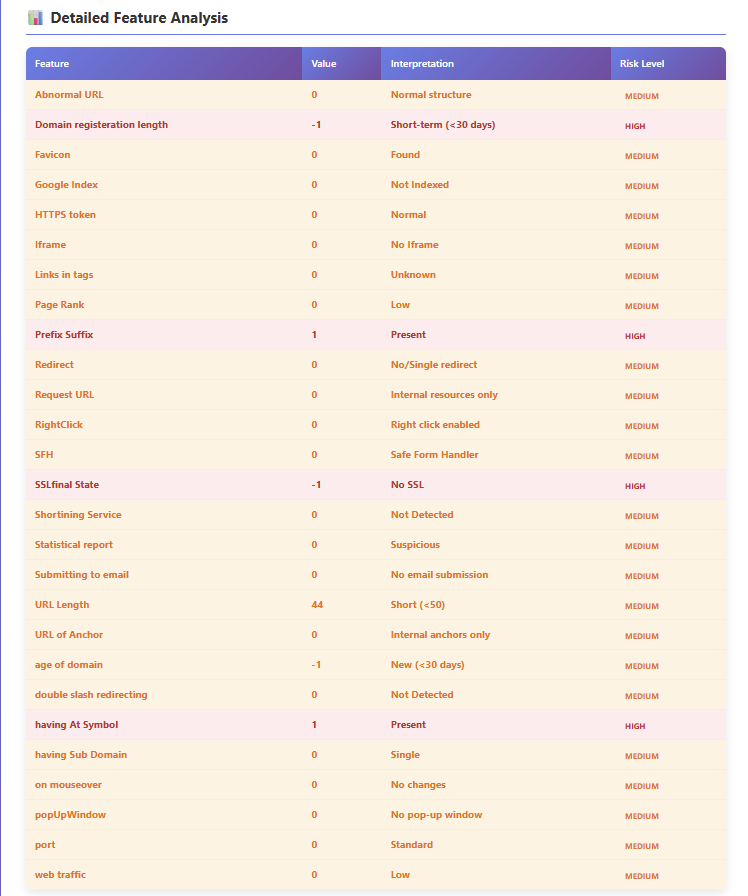 Detailed Feature Analysis
Feature Value Interpretation Risk Level
Abnormal URL 0 Normal structure MEDIUM
Domain registeration length -1 Short-term (<30 days) HIGH
Favicon 0 Found MEDIUM
Google Index 0 Not Indexed MEDIUM
HTTPS token 0 Normal MEDIUM
Iframe 0 No Iframe MEDIUM
Links in tags 0 Unknown MEDIUM
Page Rank 0 Low MEDIUM
Prefix Suffix 1 Present HIGH
Redirect 0 No/Single redirect MEDIUM
Request URL 0 Internal resources only MEDIUM
RightClick 0 Right click enabled MEDIUM
SFH 0 Safe Form Handler MEDIUM
SSLfinal State -1 No SSL HIGH
Shortining Service 0 Not Detected MEDIUM
Statistical report 0 Suspicious MEDIUM
Submitting to email 0 No email submission MEDIUM
URL Length 44 Short (<50) MEDIUM
URL of Anchor 0 Internal anchors only MEDIUM
age of domain -1 New (<30 days) MEDIUM
double slash redirecting 0 Not Detected MEDIUM
having At Symbol 1 Present HIGH
having Sub Domain 0 Single MEDIUM
on mouseover 0 No changes MEDIUM
popUpWindow 0 No pop-up window MEDIUM
port 0 Standard MEDIUM
web traffic 0 Low MEDIUM